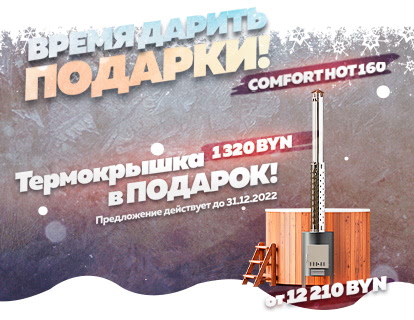 ВРЕМЯ ДАРИТЬ
ПОДАРКИ!
COMFORT HOT 160
Термокрышка
1 320 BYN
в ПОДАРОК!
Предложение действует до 31.12.2022
от 12 210 BYN